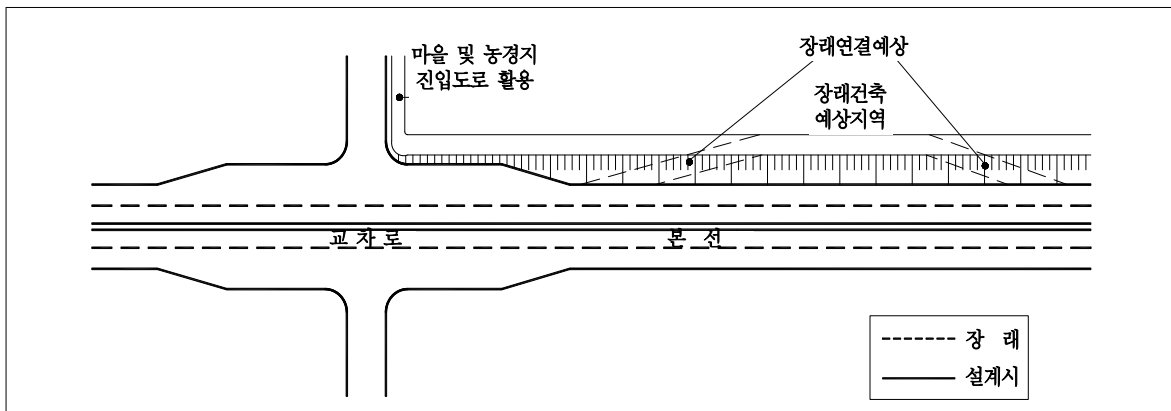 마을 및 농경지
진입도로 활용
장래연결예상
장래건축
예상지역
교 차 로
본 선
장 래
설계시